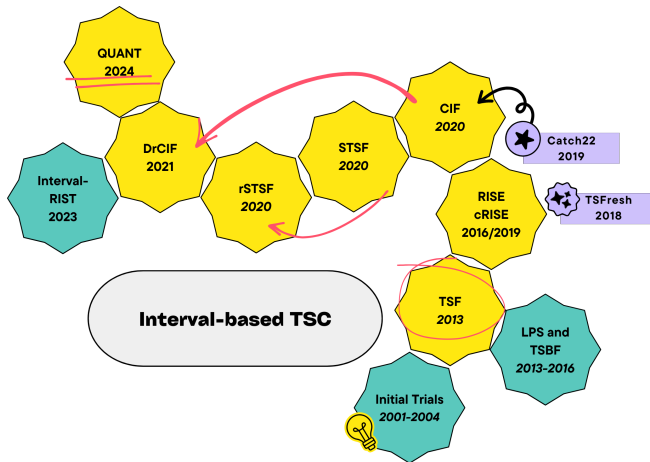 QUANT
2024
DrCIF
2021
Interval-
RIST
2023
rSTSF
2020
STSF
2020
CIF
2020
Catch22
2019
RISE
cRISE
2016/2019
TSFresh
2018
TSF
2013
LPS and
TSBF
2013-2016
Initial Trials
2001-2004
Interval-based TSC